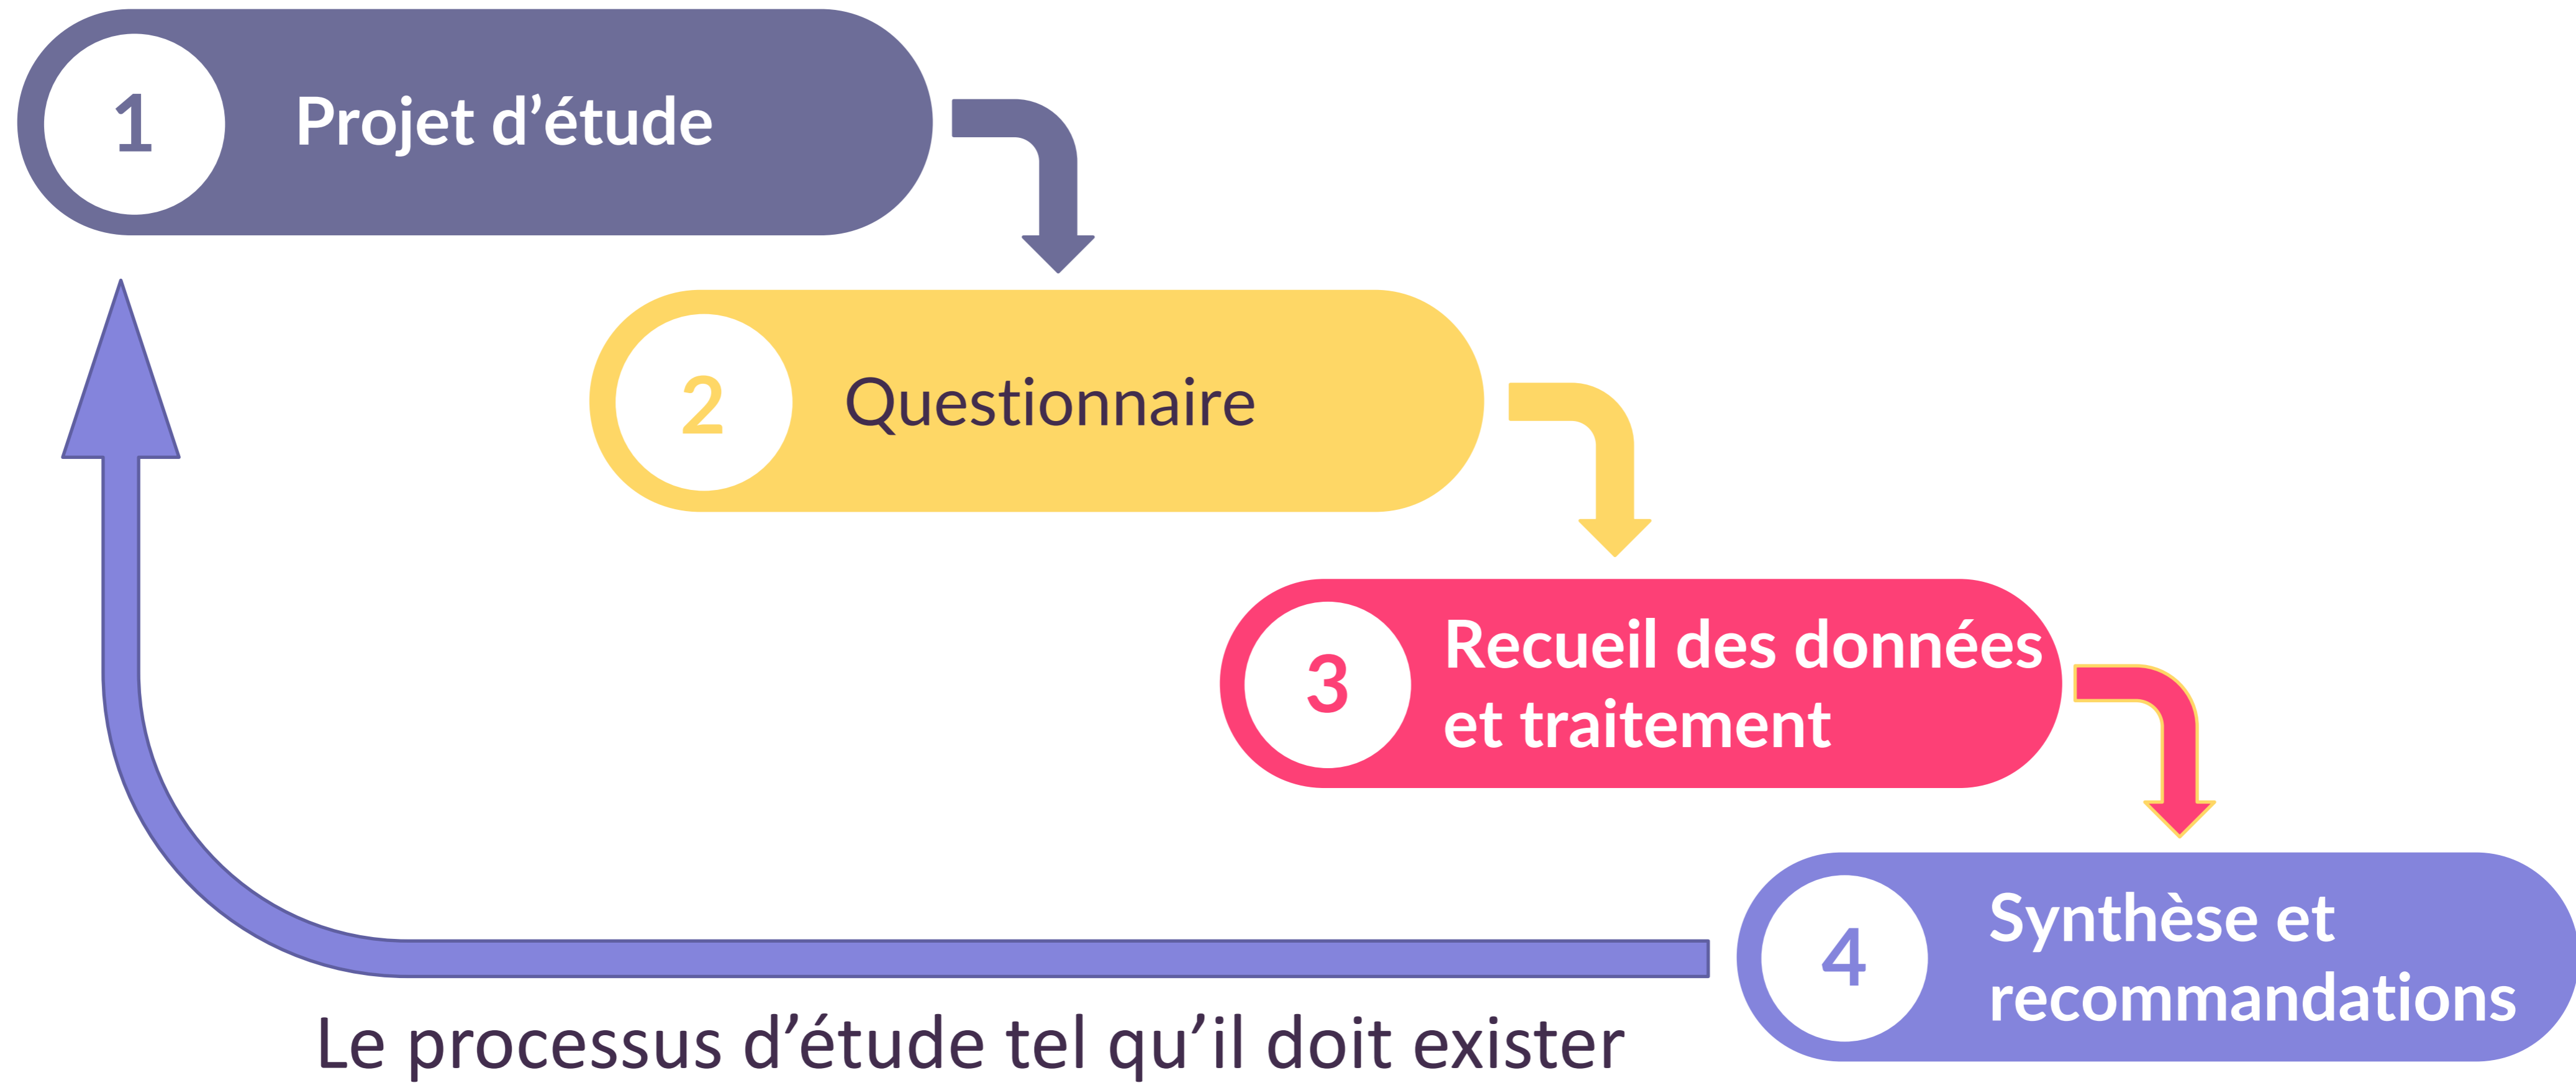 1
Projet d’étude
2
Questionnaire
3
Recueil des données
et traitement
4
Synthèse et
recommandations
Le processus d’étude tel qu’il doit exister